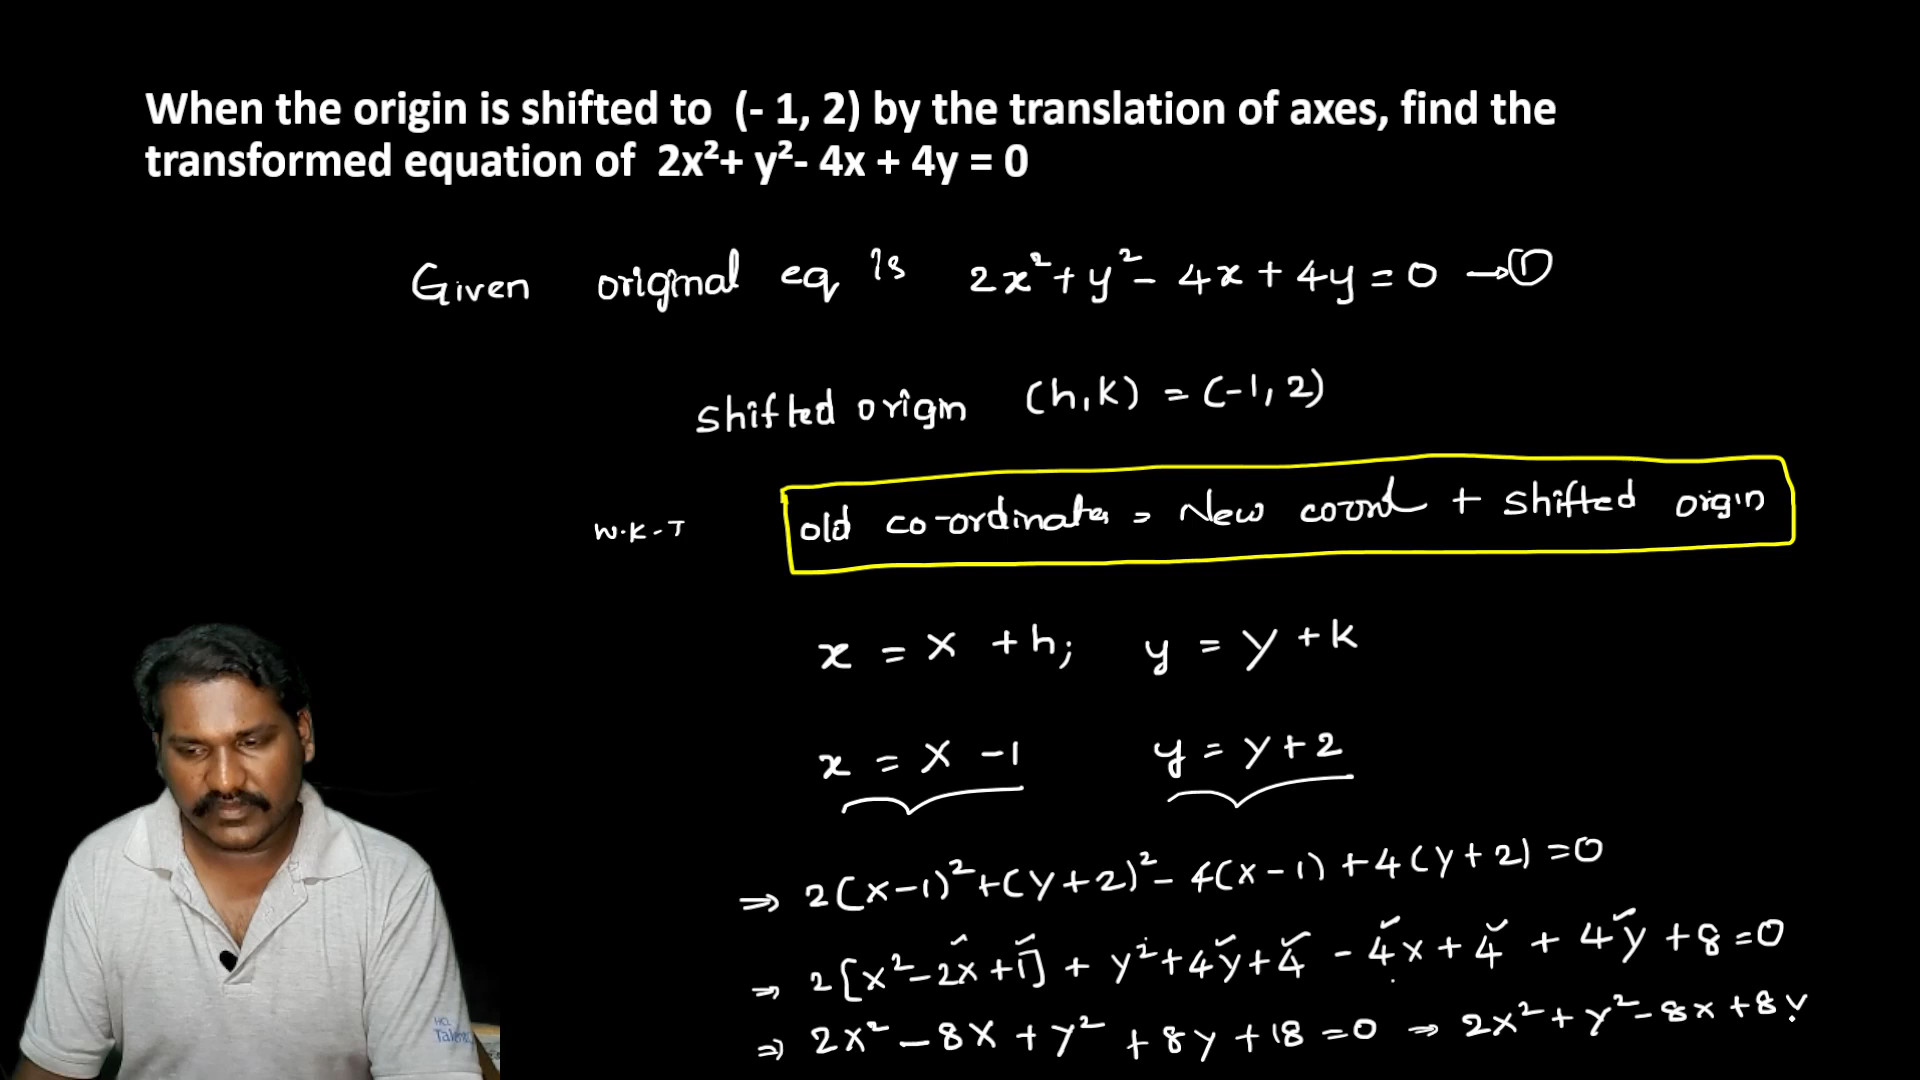 When the origin is shifted to (- 1, 2) by the translation of axes, find the
transformed equation of 2x²+ y²- 4x + 4y = 0
Given original eq is 2x²+y²- 4x+4y=0 →①
shifted origin (h,k) = (-1,2)
W.K-T old co-ordinates = New coord + shifted origin
x = X +h; y = Y +k
x = X -1 y = Y+2
⇒ 2(X-1)²+(Y+2)²- 4(X-1)+4(Y+2)=0
⇒ 2[X²-2X+1] + Y²+4Y+4 - 4X+4 + 4Y+8=0
⇒ 2X² - 8X + Y² + 8Y +18 =0 ⇒ 2X²+Y²-8X+8Y
HCL